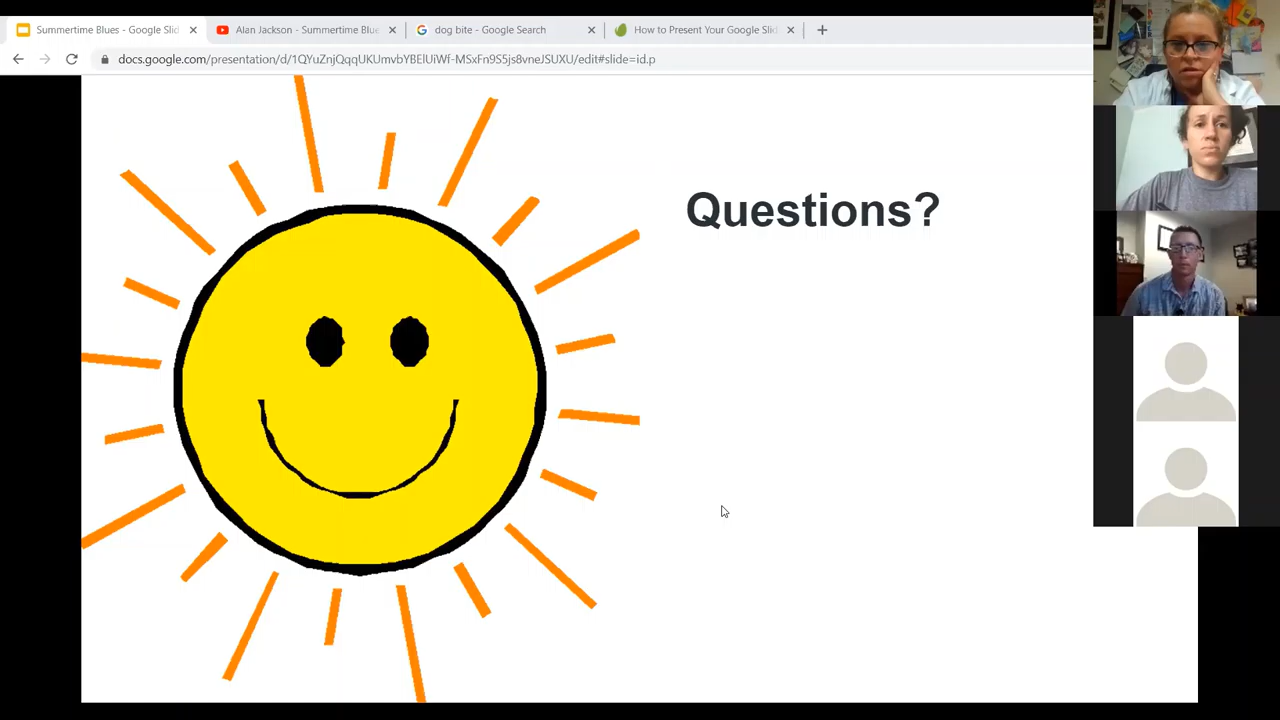 Summertime Blues - Google Slid
Alan Jackson - Summertime Blue
dog bite - Google Search
How to Present Your Google Slid
docs.google.com/presentation/d/1QYuZnjQqqUKUmvbYBElUiWf-MSxFn9S5js8vneJSUXU/edit#slide=id.p
Questions?